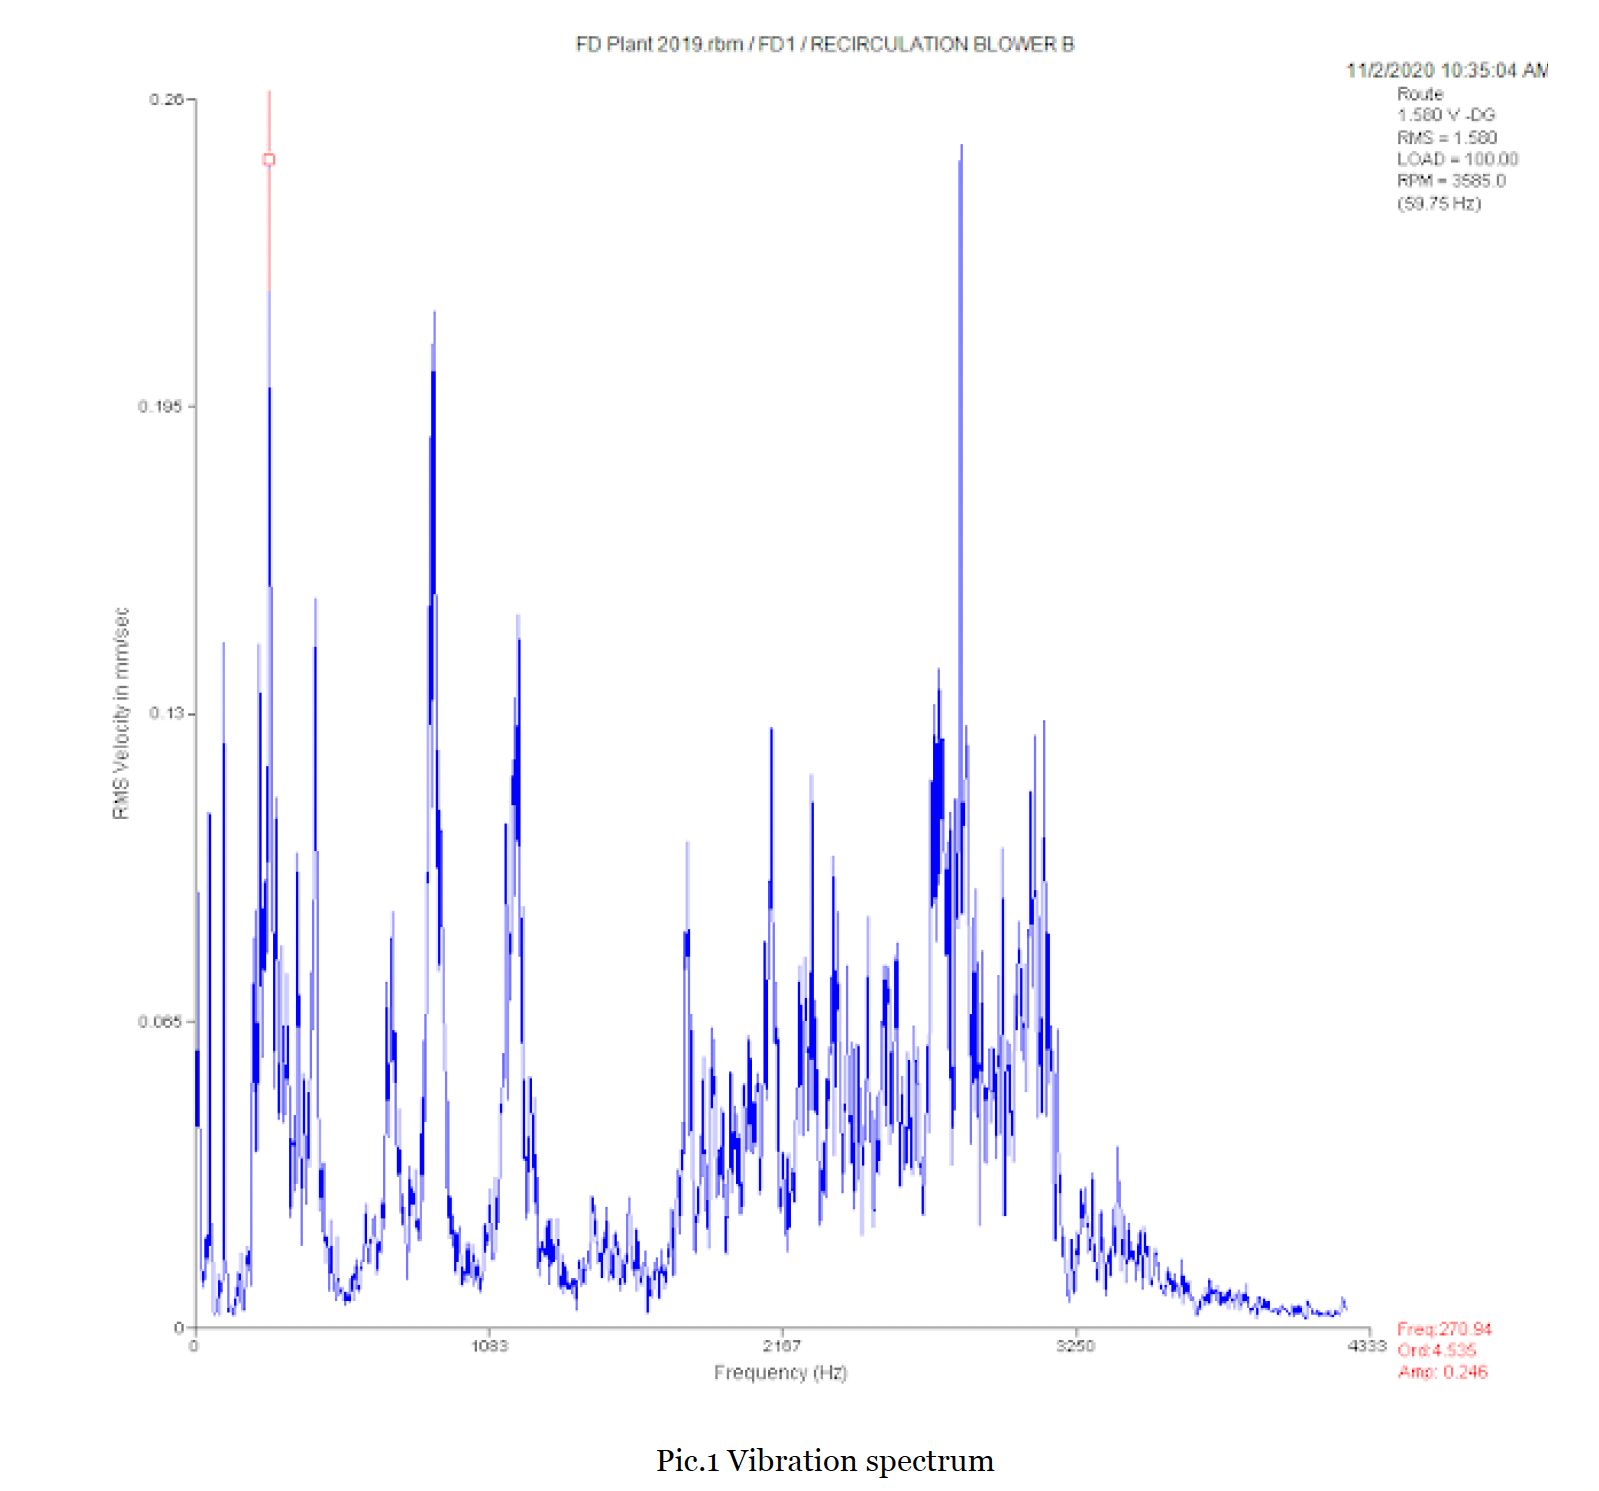 FD Plant 2019.rbm / FD1 / RECIRCULATION BLOWER B
11/2/2020 10:35:04 AM
Route
1.580 V -DG
RMS = 1.580
LOAD = 100.00
RPM = 3585.0
(59.75 Hz)
0.26
0.195
0.13
0.065
0
RMS Velocity in mm/sec
0
1083
2167
3250
4333
Frequency (Hz)
Freq:270.94
Ord:4.535
Amp: 0.246
Pic.1 Vibration spectrum